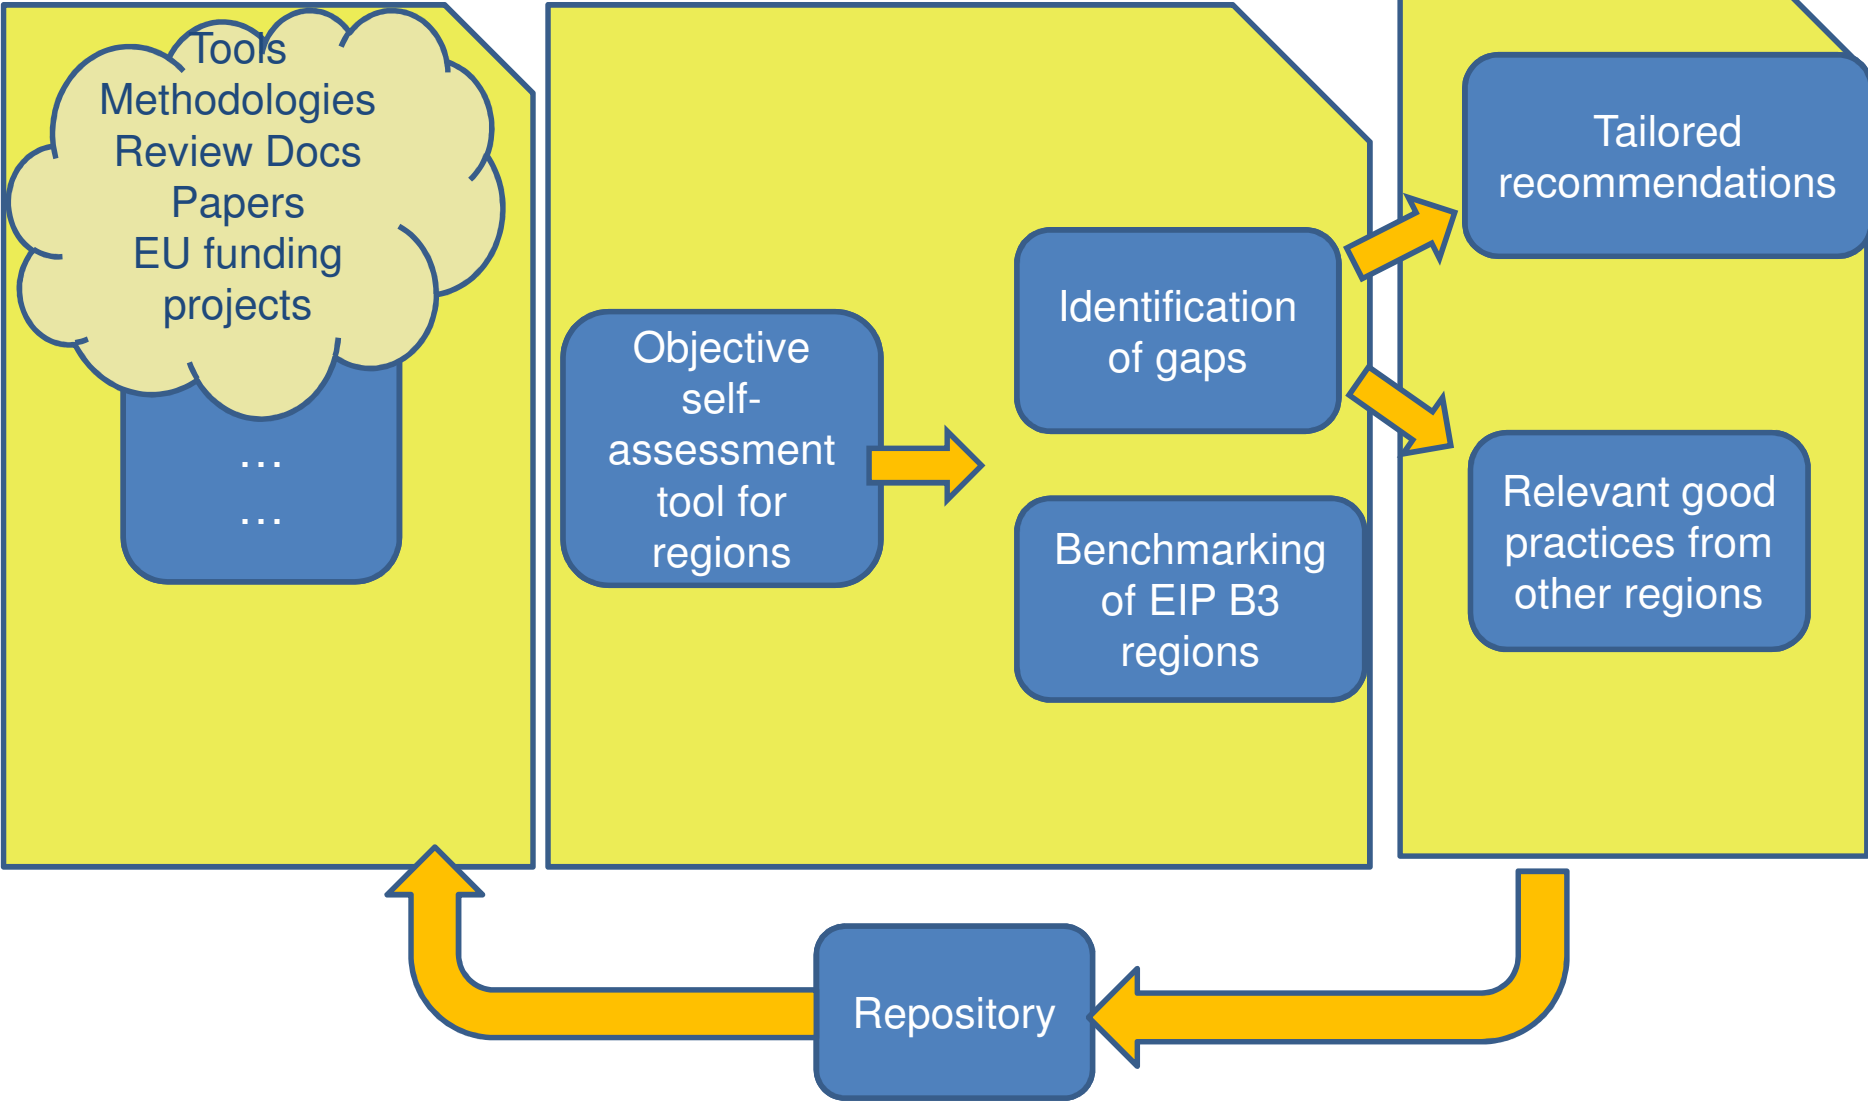 Tools
Methodologies
Review Docs
Papers
EU funding
projects
...
...
Objective
self-
assessment
tool for
regions
Identification
of gaps
Benchmarking
of EIP B3
regions
Tailored
recommendations
Relevant good
practices from
other regions
Repository